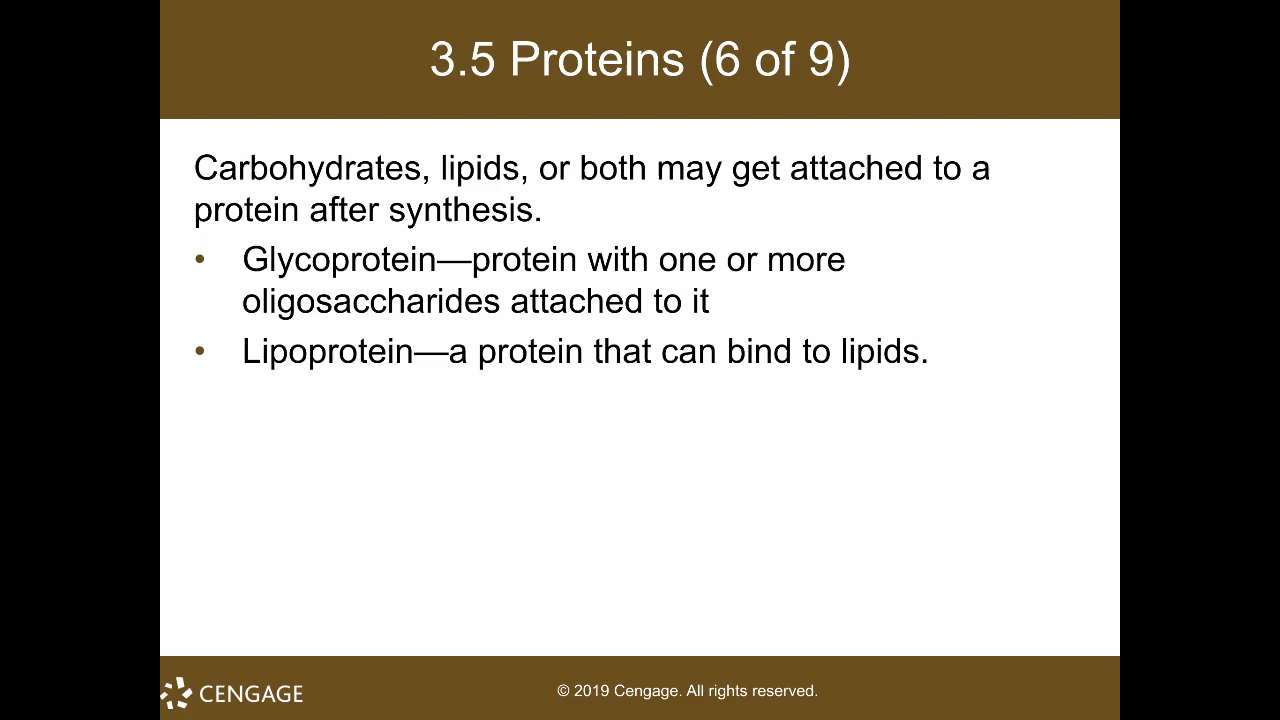 3.5 Proteins (6 of 9)
Carbohydrates, lipids, or both may get attached to a
protein after synthesis.
• Glycoprotein—protein with one or more
oligosaccharides attached to it
• Lipoprotein—a protein that can bind to lipids.
CENGAGE
© 2019 Cengage. All rights reserved.